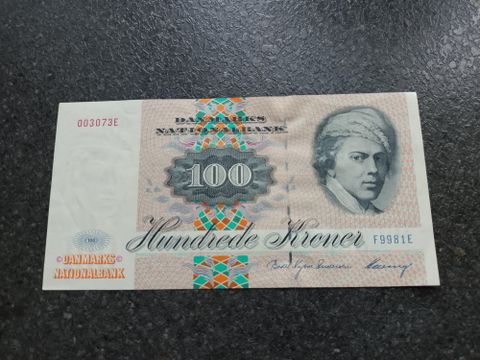 003073E
DANMARKS
NATIONALBANK
100
Hundrede Kroner
F9981E
©DANMARKS©
NATIONALBANK